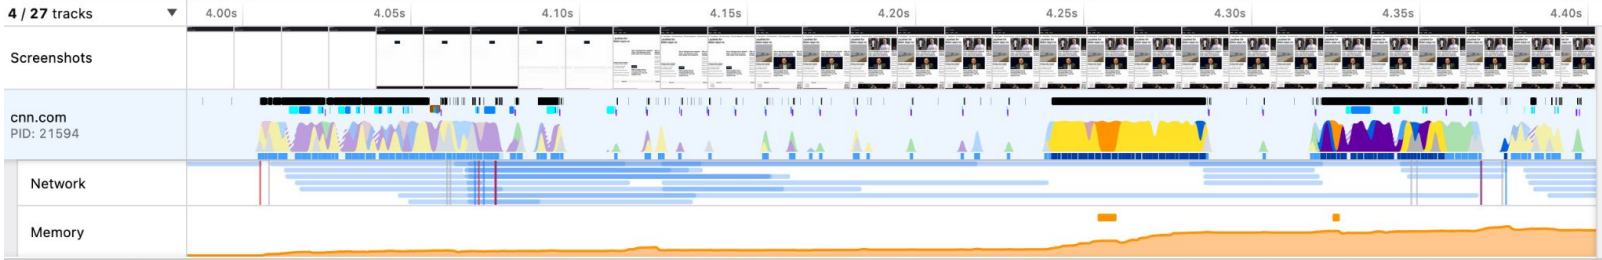 4 / 27 tracks ▼ 4.00s 4.05s 4.10s 4.15s 4.20s 4.25s 4.30s 4.35s 4.40s
Screenshots
cnn.com
PID: 21594
Network
Memory